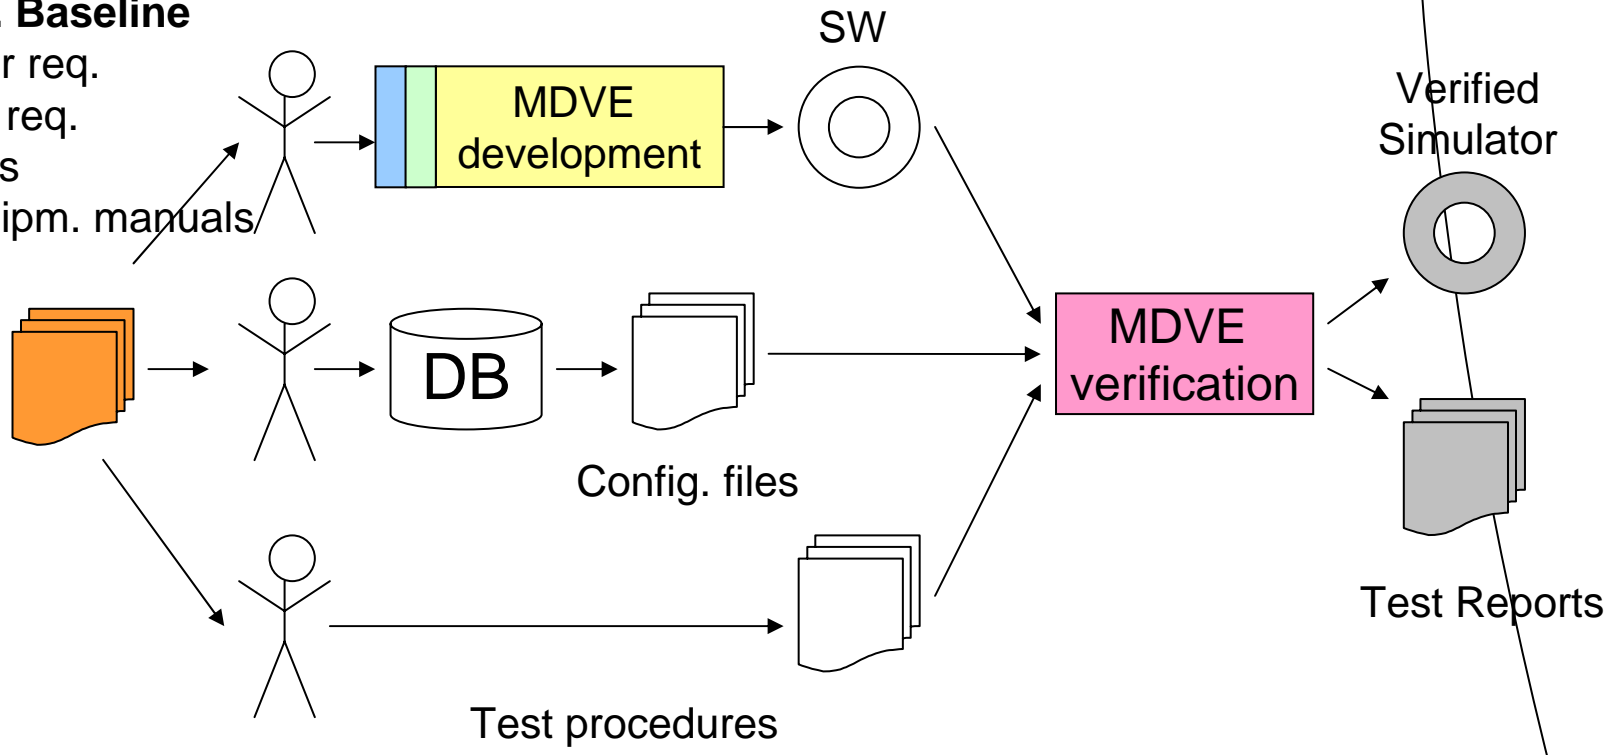 . Baseline
r req.
req.
s
ipm. manuals
SW
MDVE
development
Verified
Simulator
DB
MDVE
verification
Config. files
Test Reports
Test procedures